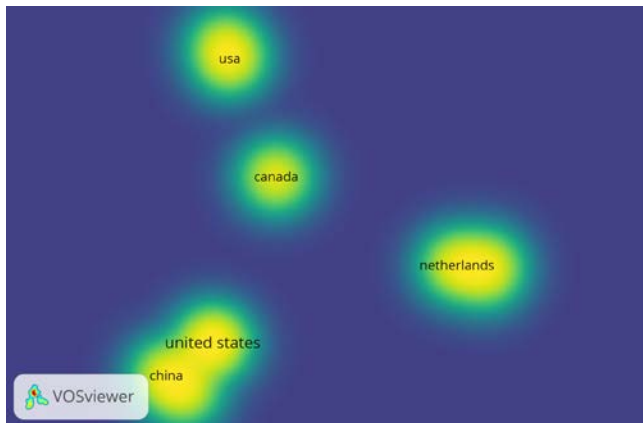 usa
canada
netherlands
united states
china
VOSviewer